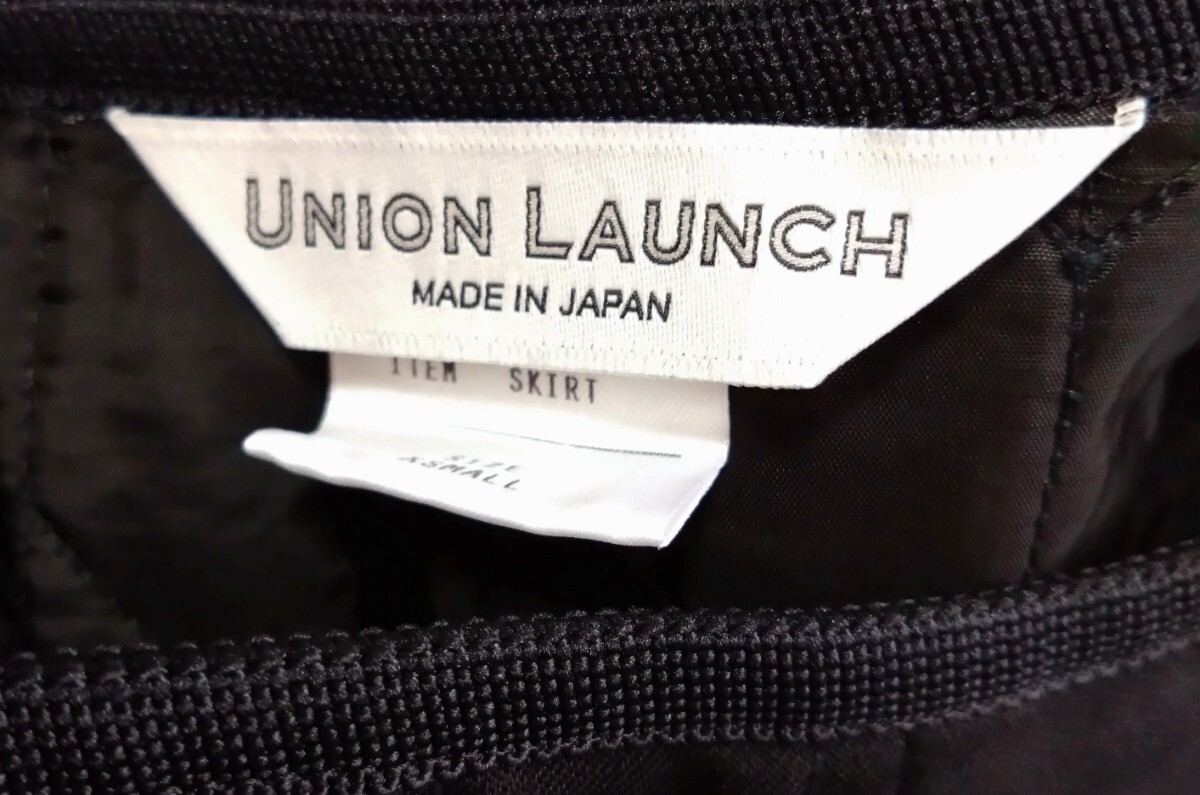 UNION LAUNCH
MADE IN JAPAN
ITEM SKIRT
SIZE
XSMALL